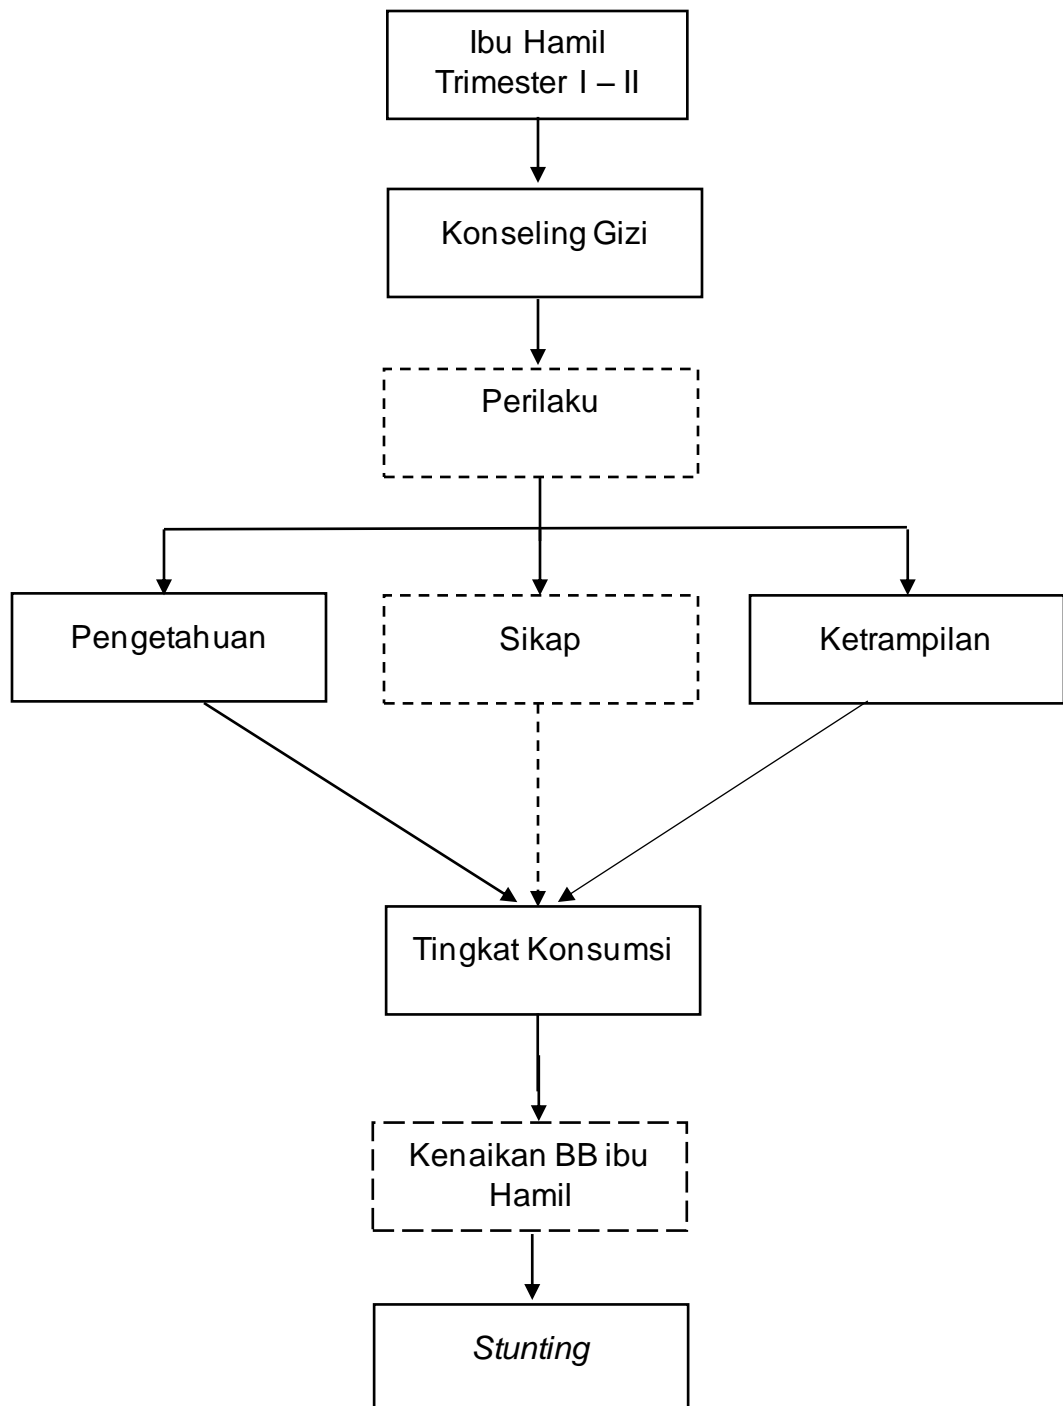 Ibu Hamil
Trimester I – II
Konseling Gizi
Perilaku
Pengetahuan
Sikap
Ketrampilan
Tingkat Konsumsi
Kenaikan BB ibu
Hamil
Stunting